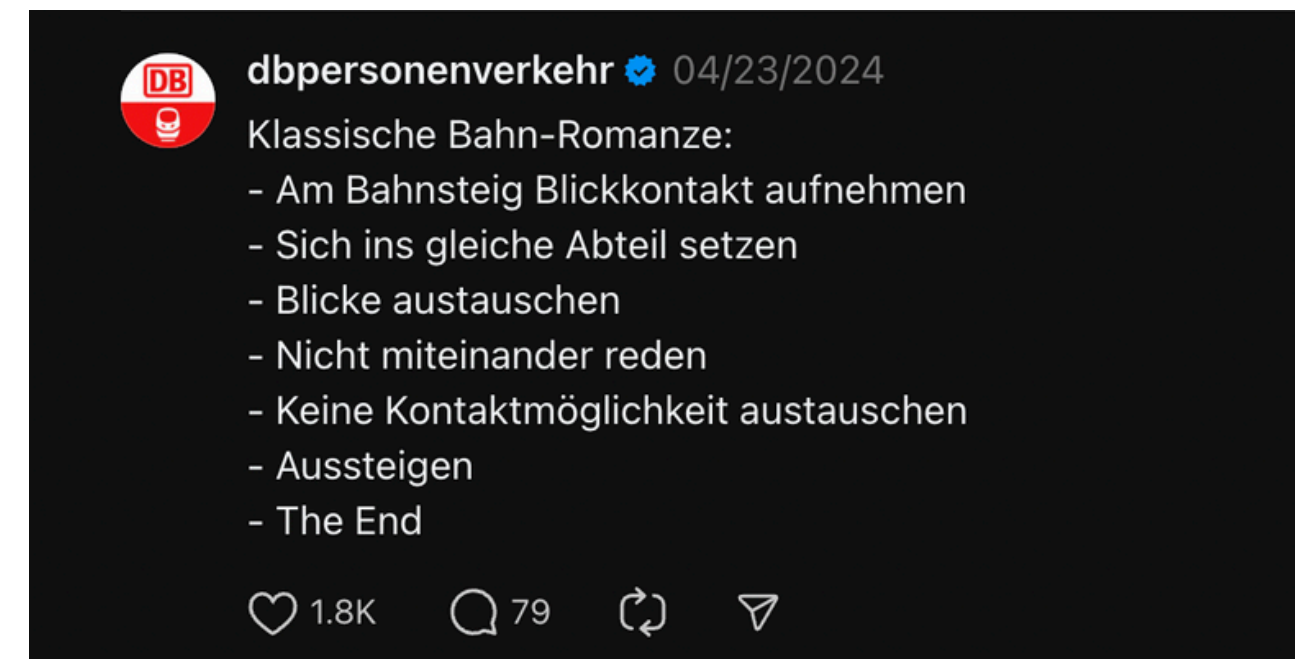 DB
dbpersonenverkehr 04/23/2024
Klassische Bahn-Romanze:
- Am Bahnsteig Blickkontakt aufnehmen
- Sich ins gleiche Abteil setzen
- Blicke austauschen
- Nicht miteinander reden
- Keine Kontaktmöglichkeit austauschen
- Aussteigen
- The End
1.8K 79